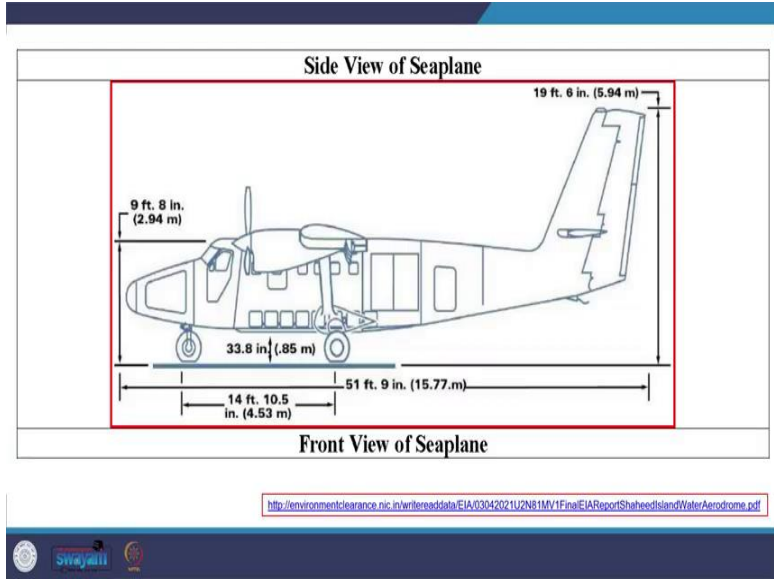 Side View of Seaplane
19 ft. 6 in. (5.94 m)
9 ft. 8 in.
(2.94 m)
33.8 in. (.85 m)
51 ft. 9 in. (15.77.m)
14 ft. 10.5
in. (4.53 m)
Front View of Seaplane
http://environmentclearance.nic.in/writereaddata/EIA/03042021U2N81MV1FinalEIAReportShaheedIslandWaterAerodrome.pdf
swayam